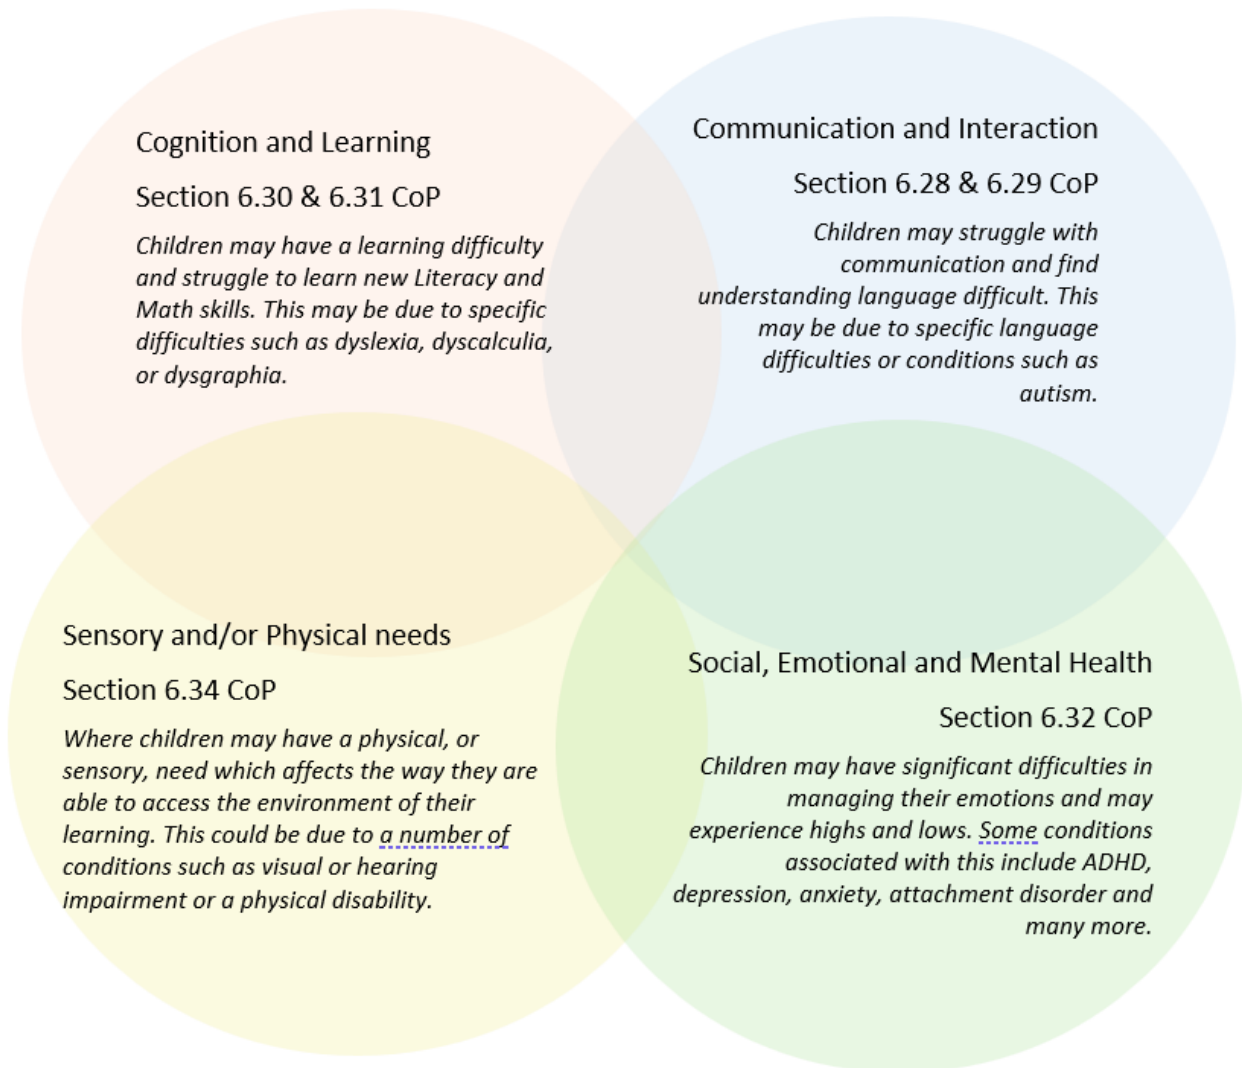 Cognition and Learning
Section 6.30 & 6.31 CoP
Children may have a learning difficulty
and struggle to learn new Literacy and
Math skills. This may be due to specific
difficulties such as dyslexia, dyscalculia,
or dysgraphia.
Communication and Interaction
Section 6.28 & 6.29 CoP
Children may struggle with
communication and find
understanding language difficult. This
may be due to specific language
difficulties or conditions such as
autism.
Sensory and/or Physical needs
Section 6.34 CoP
Where children may have a physical, or
sensory, need which affects the way they are
able to access the environment of their
learning. This could be due to a number of
conditions such as visual or hearing
impairment or a physical disability.
Social, Emotional and Mental Health
Section 6.32 CoP
Children may have significant difficulties in
managing their emotions and may
experience highs and lows. Some conditions
associated with this include ADHD,
depression, anxiety, attachment disorder and
many more.